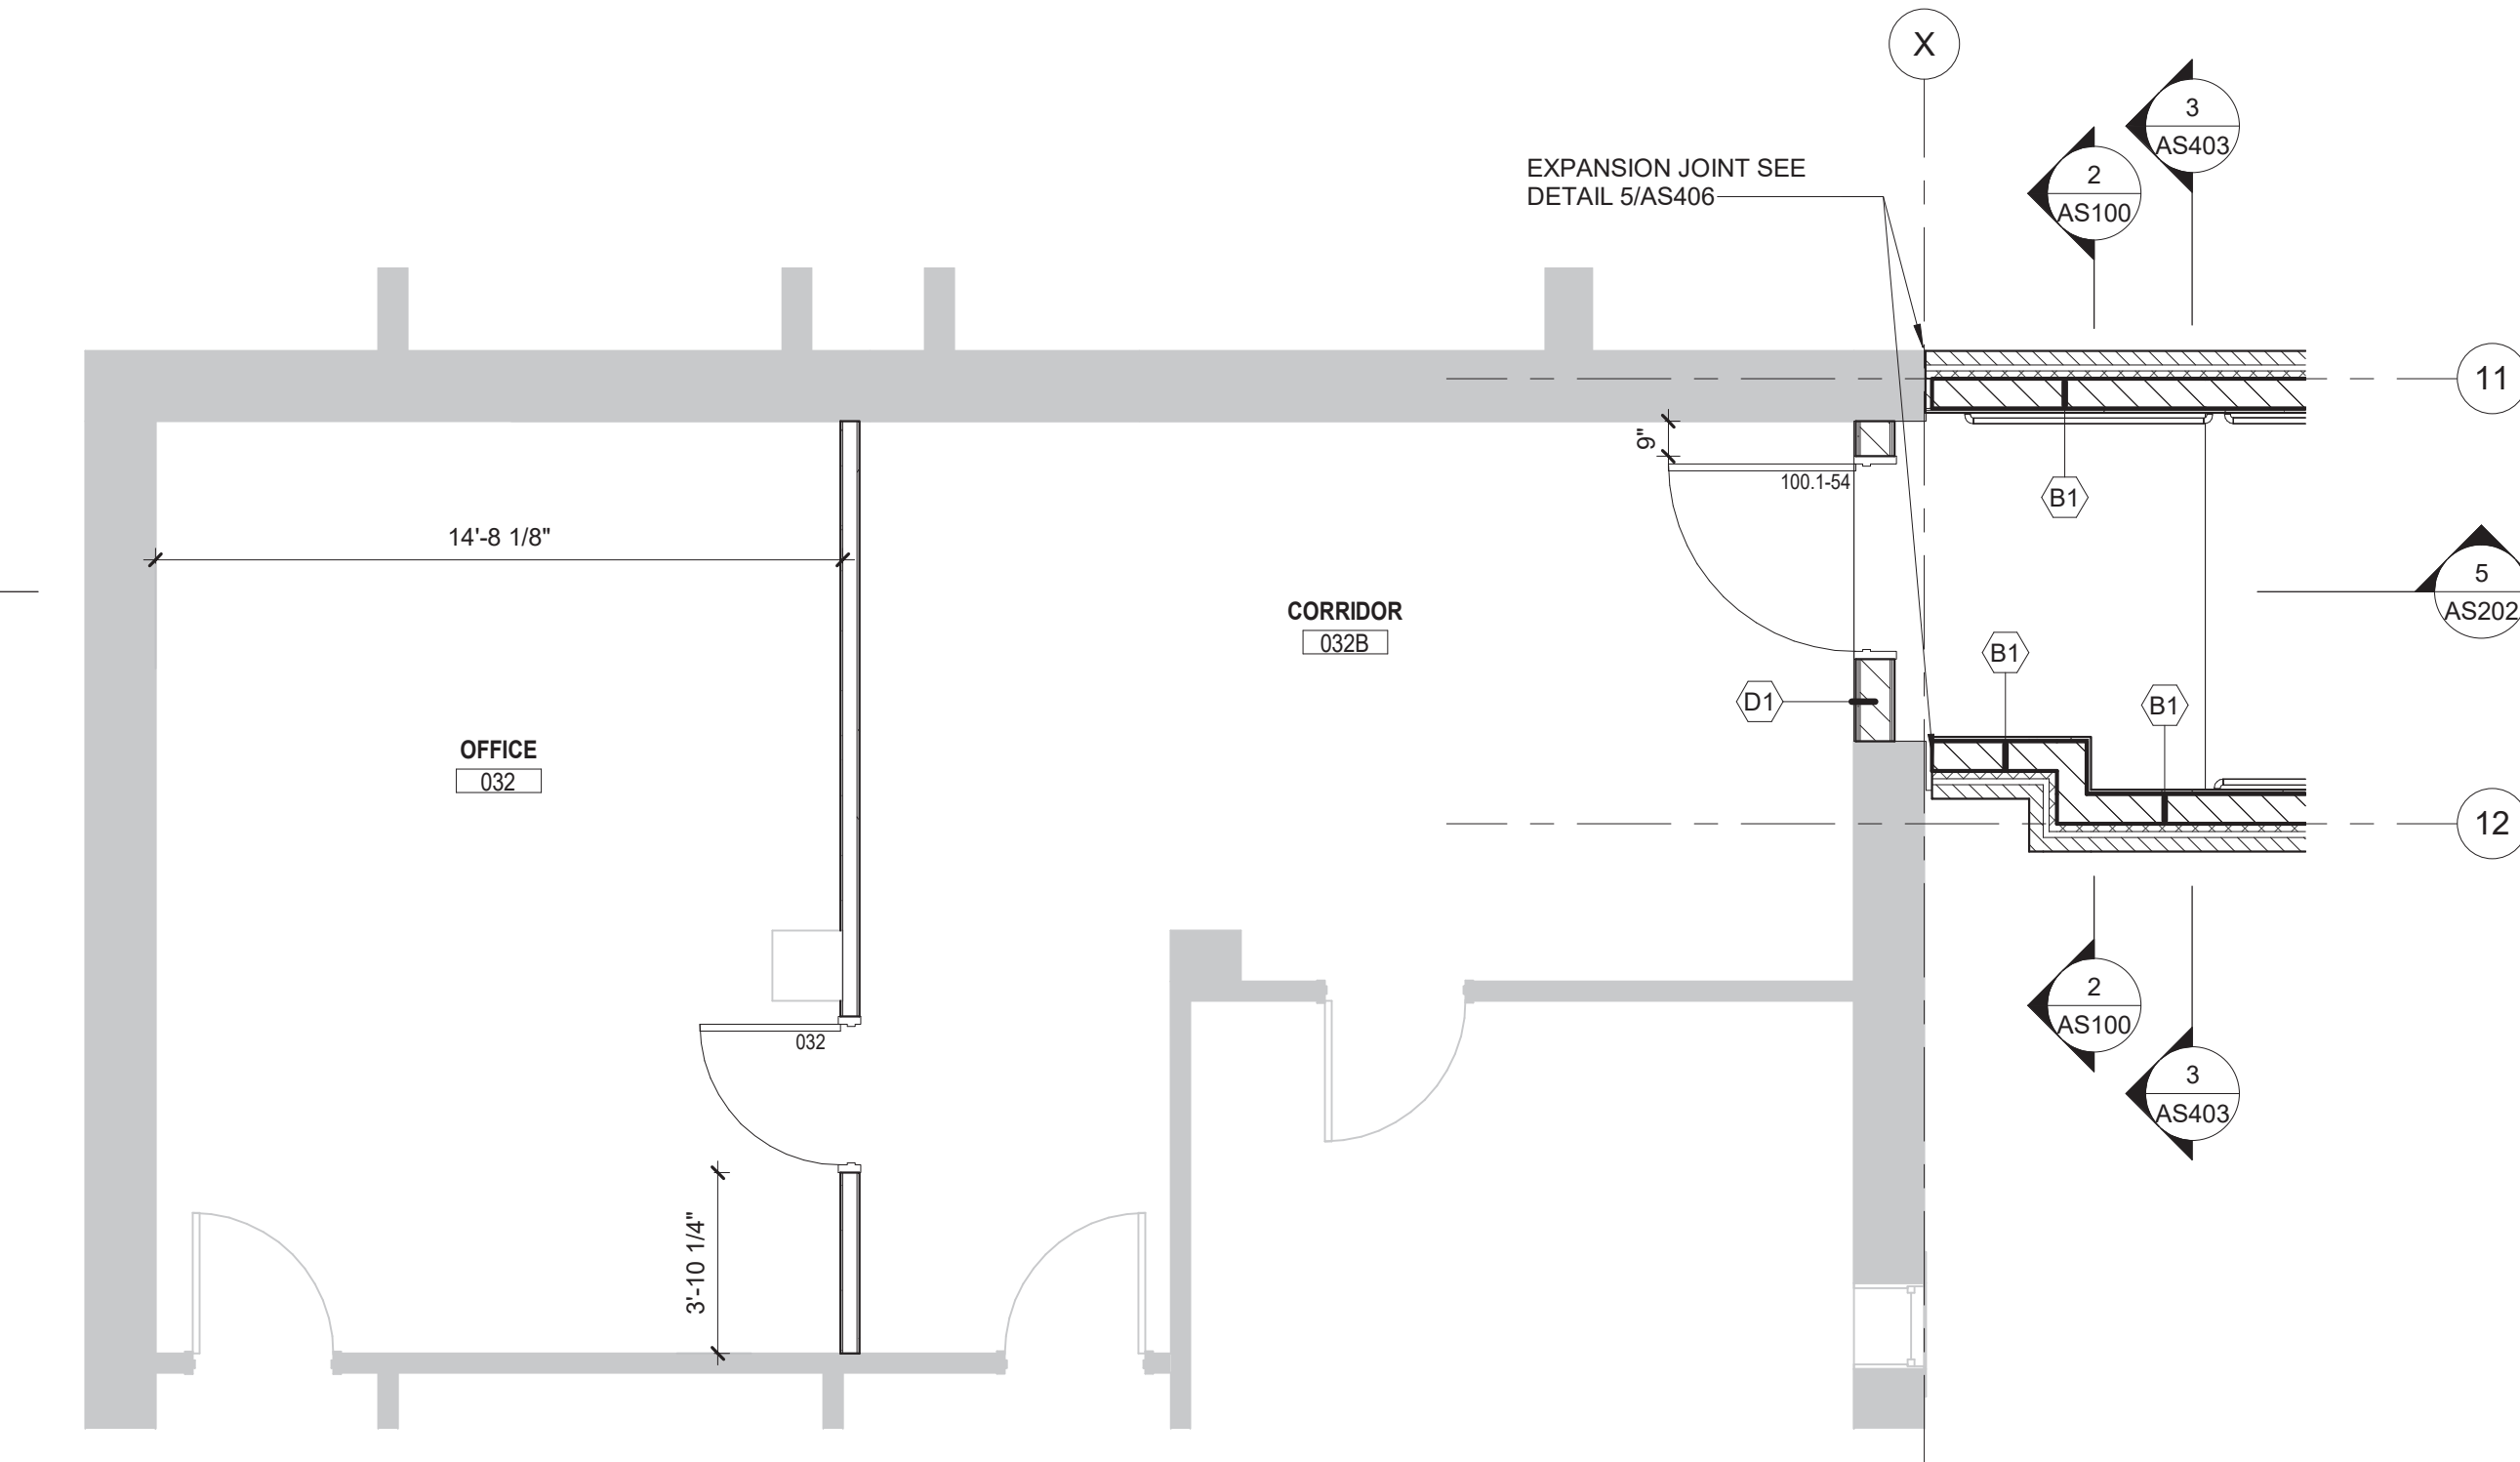 X
3
AS403
2
AS100
EXPANSION JOINT SEE
DETAIL 5/AS406
11
9"
100.1-54
B1
14'-8 1/8"
5
AS202
CORRIDOR
032B
B1
D1
B1
OFFICE
032
12
2
AS100
032
3
AS403
3'-10 1/4"